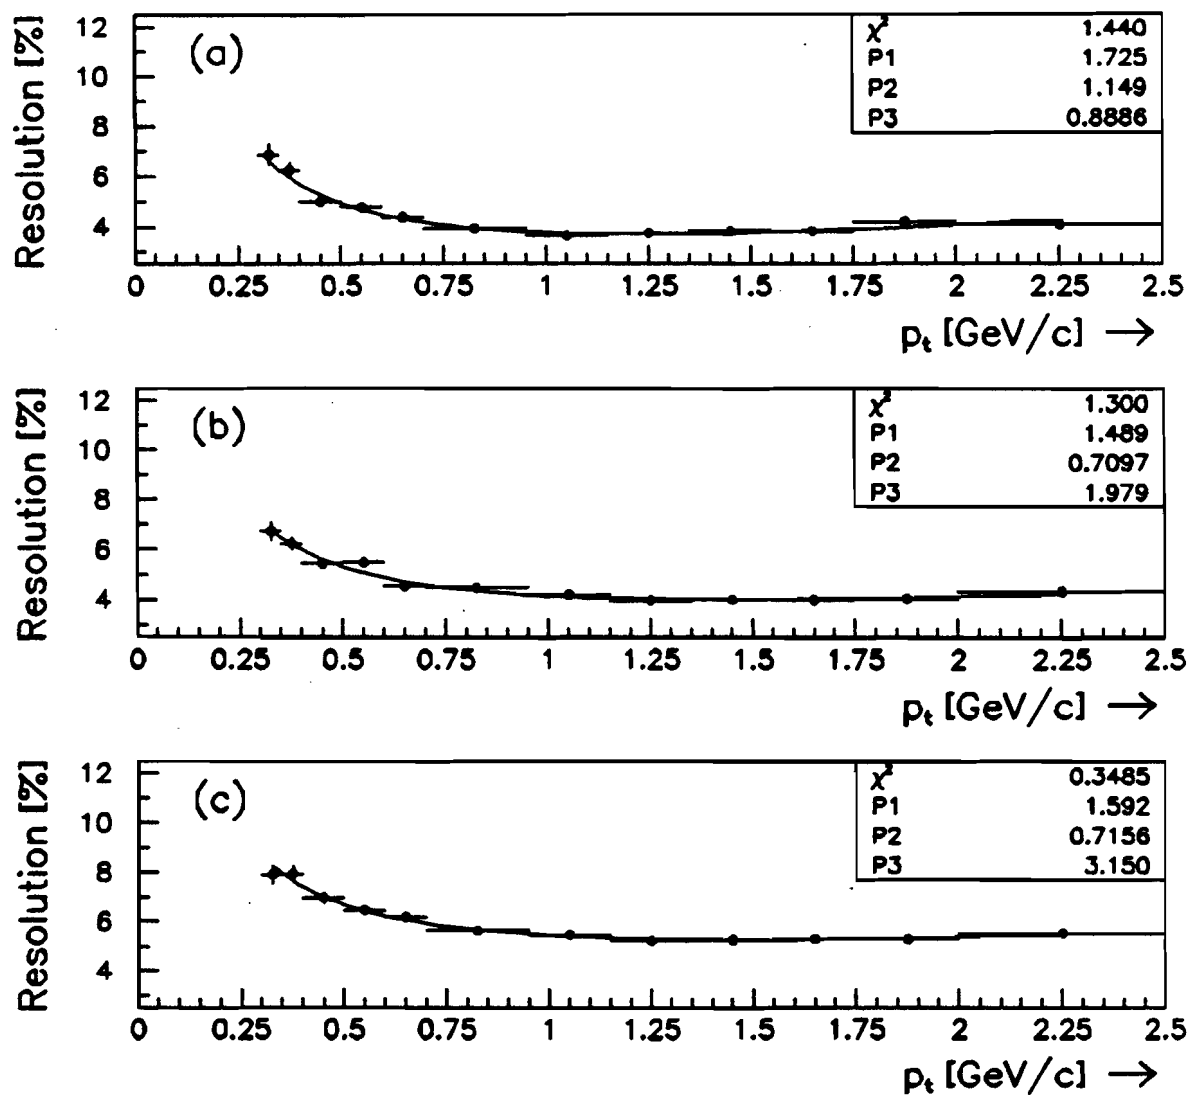 Resolution [%]
12
10
8
6
4
(a)
χ² 1.440
P1 1.725
P2 1.149
P3 0.8886
0 0.25 0.5 0.75 1 1.25 1.5 1.75 2 2.25 2.5
pₜ [GeV/c] →
Resolution [%]
12
10
8
6
4
(b)
χ² 1.300
P1 1.489
P2 0.7097
P3 1.979
0 0.25 0.5 0.75 1 1.25 1.5 1.75 2 2.25 2.5
pₜ [GeV/c] →
Resolution [%]
12
10
8
6
4
(c)
χ² 0.3485
P1 1.592
P2 0.7156
P3 3.150
0 0.25 0.5 0.75 1 1.25 1.5 1.75 2 2.25 2.5
pₜ [GeV/c] →